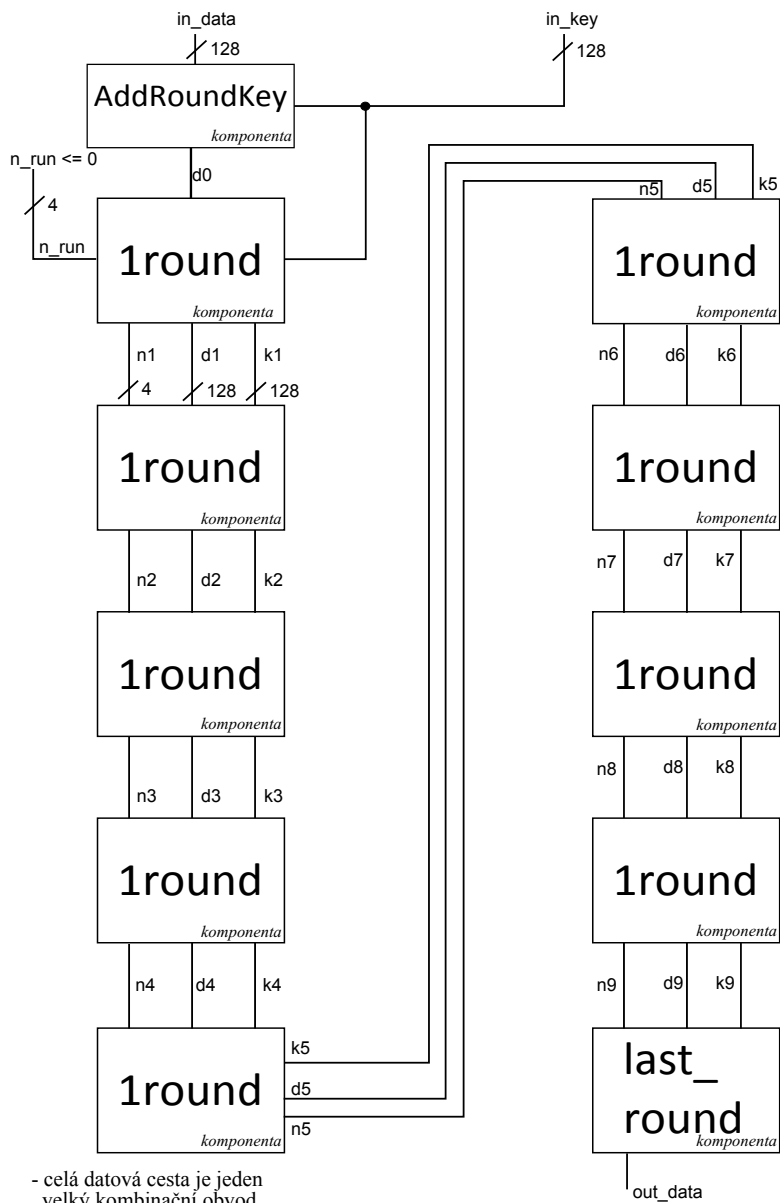 in_data
in_key
128
128
AddRoundKey
komponenta
n_run <= 0
d0
4
n_run
1round
komponenta
n1
d1
k1
4
128
128
1round
komponenta
n2
d2
k2
1round
komponenta
n3
d3
k3
1round
komponenta
n4
d4
k4
1round
komponenta
k5
d5
n5
n5
d5
k5
1round
komponenta
n6
d6
k6
1round
komponenta
n7
d7
k7
1round
komponenta
n8
d8
k8
1round
komponenta
n9
d9
k9
last_
round
komponenta
out_data
- celá datová cesta je jeden
velký kombinační obvod